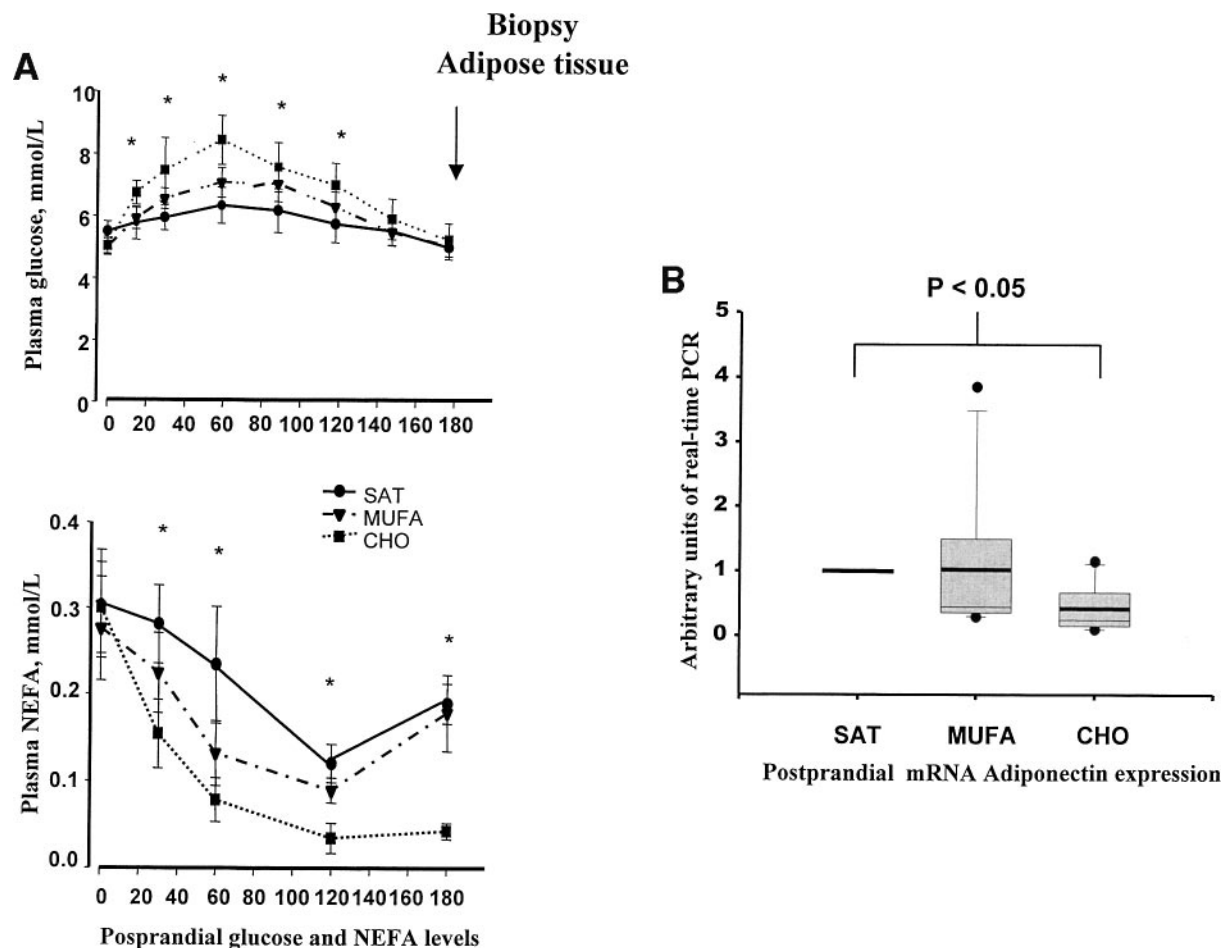 Biopsy
Adipose tissue
A
Plasma glucose, mmol/L
10
8
6
4
2
0
* * * * *
0 20 40 60 80 100 120 140 160 180
SAT
MUFA
CHO
Plasma NEFA, mmol/L
0.4
0.3
0.2
0.1
0.0
* * * *
0 20 40 60 80 100 120 140 160 180
Posprandial glucose and NEFA levels
B
P < 0.05
Arbitrary units of real-time PCR
5
4
3
2
1
0
SAT MUFA CHO
Postprandial mRNA Adiponectin expression